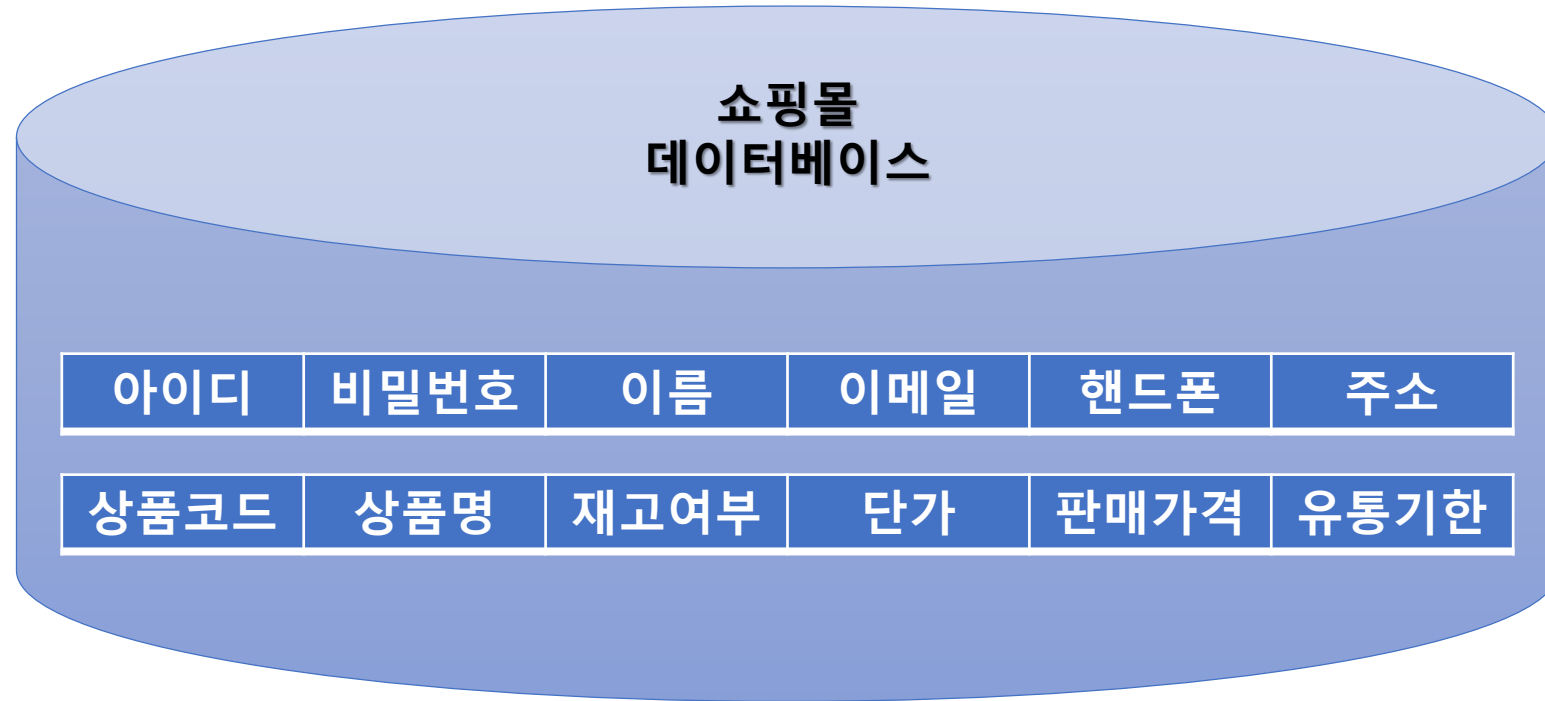 쇼핑몰
데이터베이스
아이디 비밀번호 이름 이메일 핸드폰 주소
상품코드 상품명 재고여부 단가 판매가격 유통기한